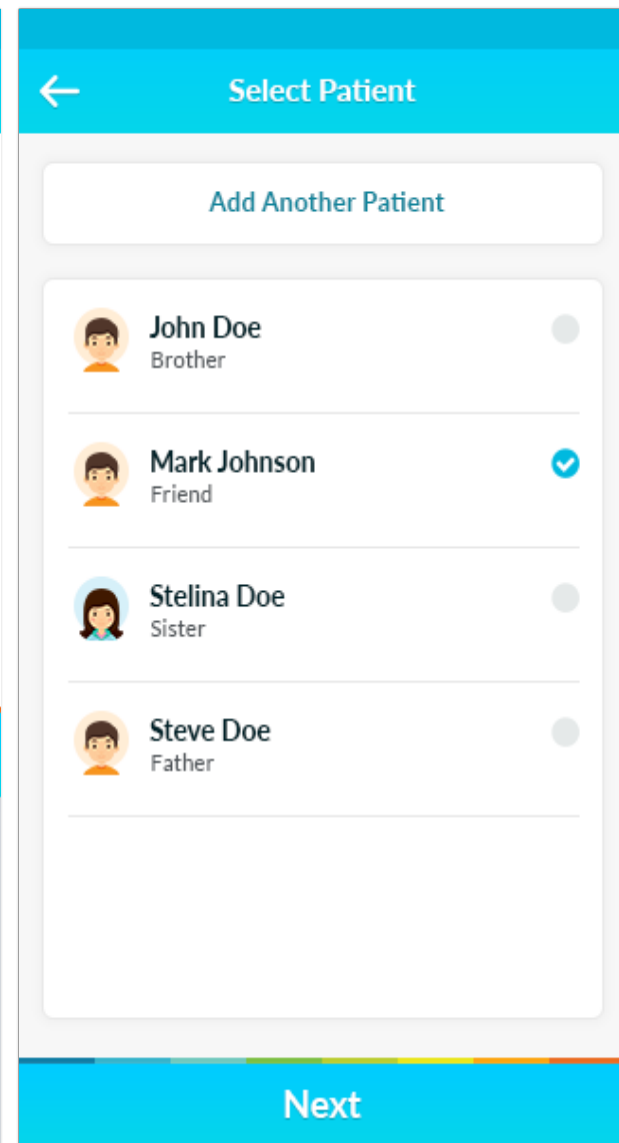 Select Patient
Add Another Patient
John Doe
Brother
Mark Johnson
Friend
Stelina Doe
Sister
Steve Doe
Father
Next